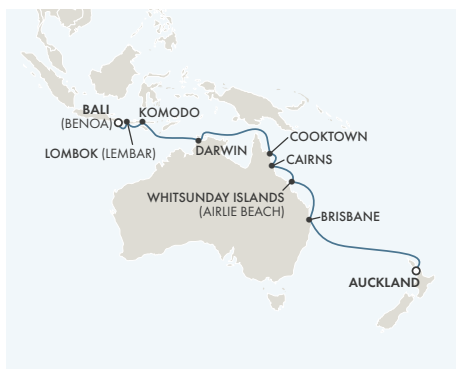 BALI
(BENOA)
KOMODO
LOMBOK (LEMBAR)
DARWIN
COOKTOWN
CAIRNS
WHITSUNDAY ISLANDS
(AIRLIE BEACH)
BRISBANE
AUCKLAND